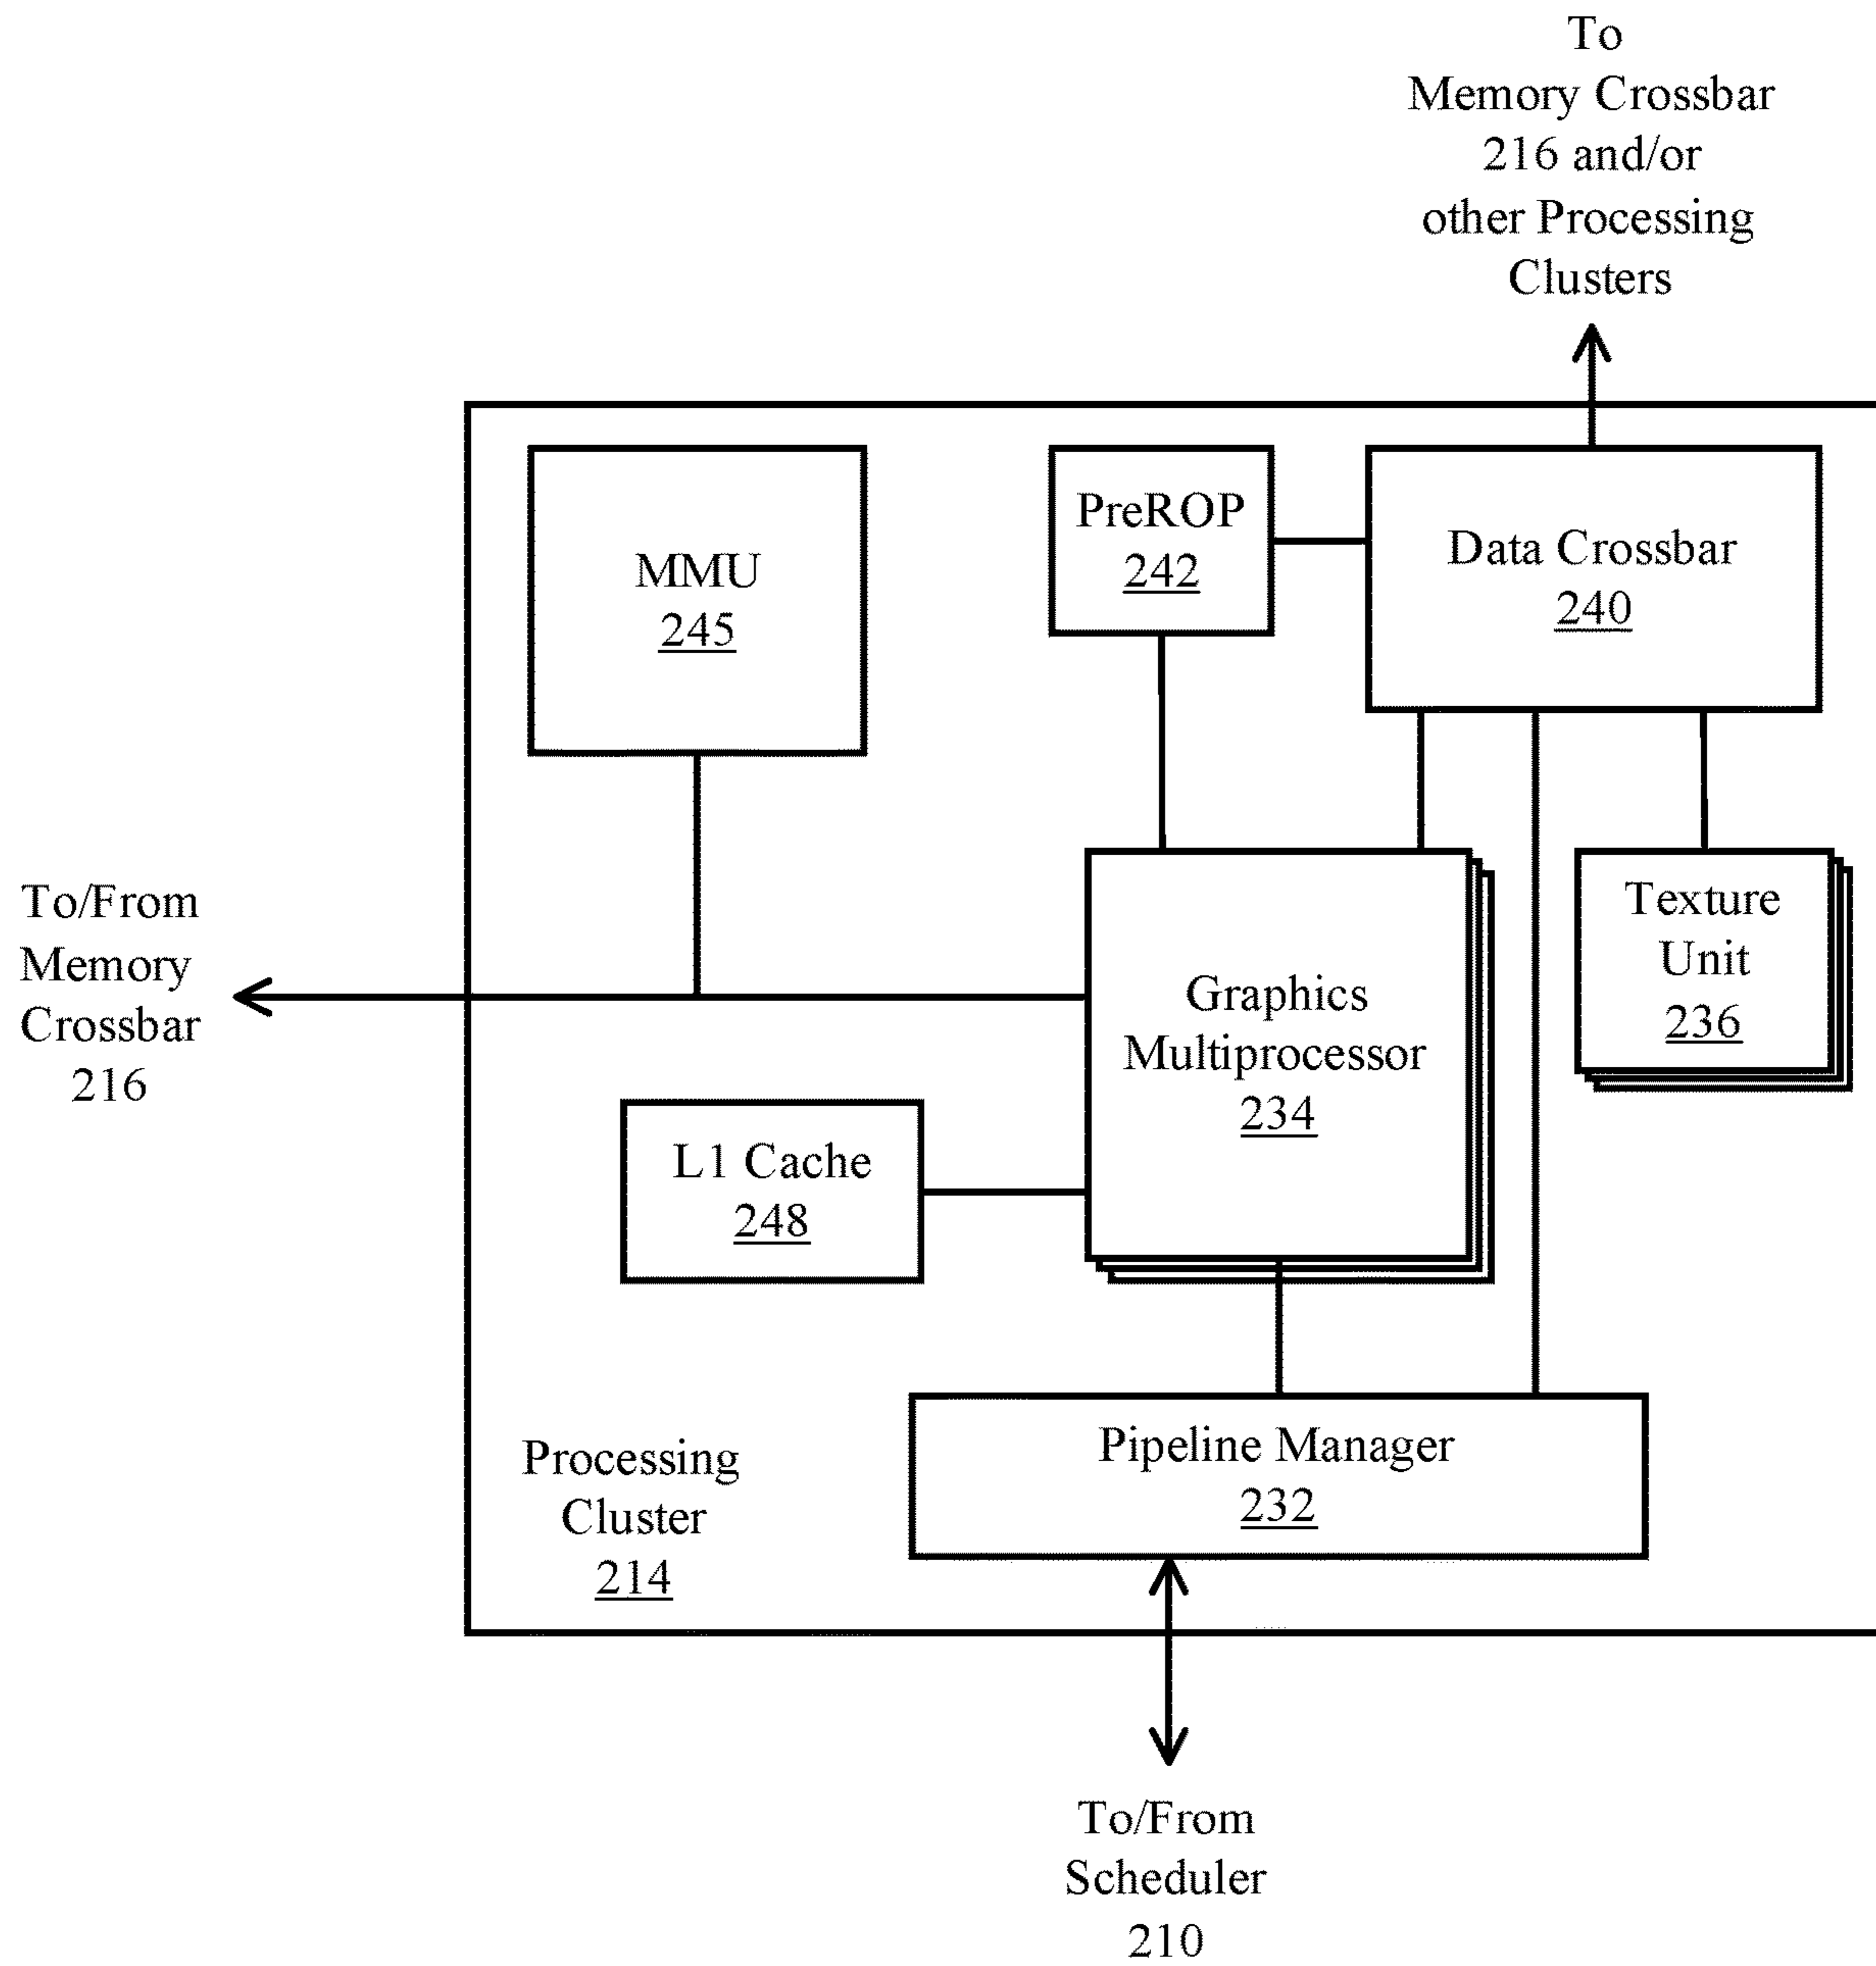 To
Memory Crossbar
216 and/or
other Processing
Clusters
MMU
245
PreROP
242
Data Crossbar
240
To/From
Memory
Crossbar
216
Graphics
Multiprocessor
234
Texture
Unit
236
L1 Cache
248
Processing
Cluster
214
Pipeline Manager
232
To/From
Scheduler
210